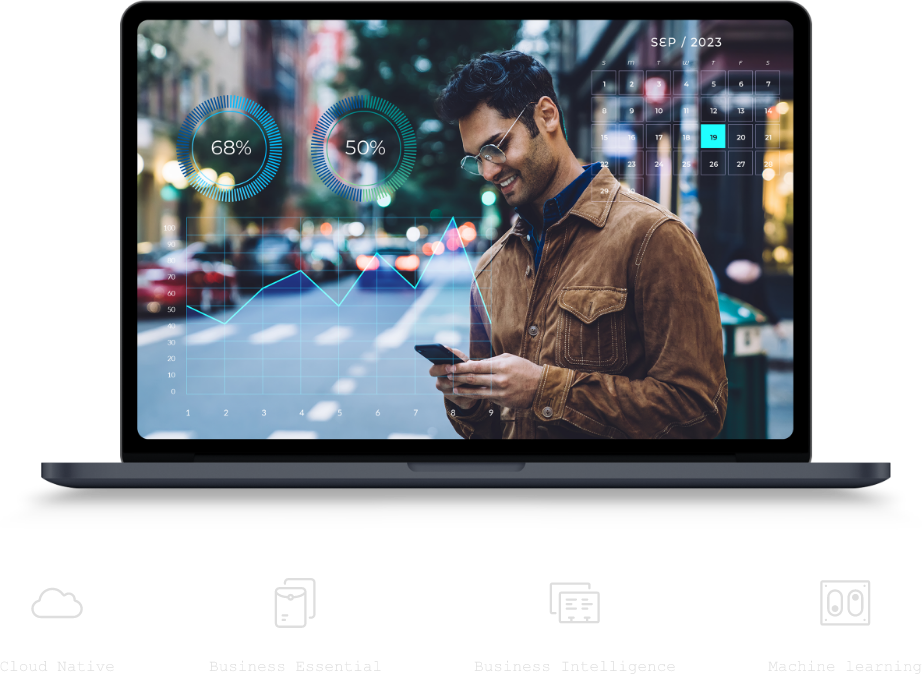 SEP / 2023
S M T W T F S
1 2 3 4 5 6 7
8 9 10 11 12 13 14
15 16 17 18 19 20 21
22 23 24 25 26 27 28
29 30
68%
50%
100
90
80
70
60
50
40
30
20
10
0
1 2 3 4 5 6 7 8 9
Cloud Native
Business Essential
Business Intelligence
Machine learning